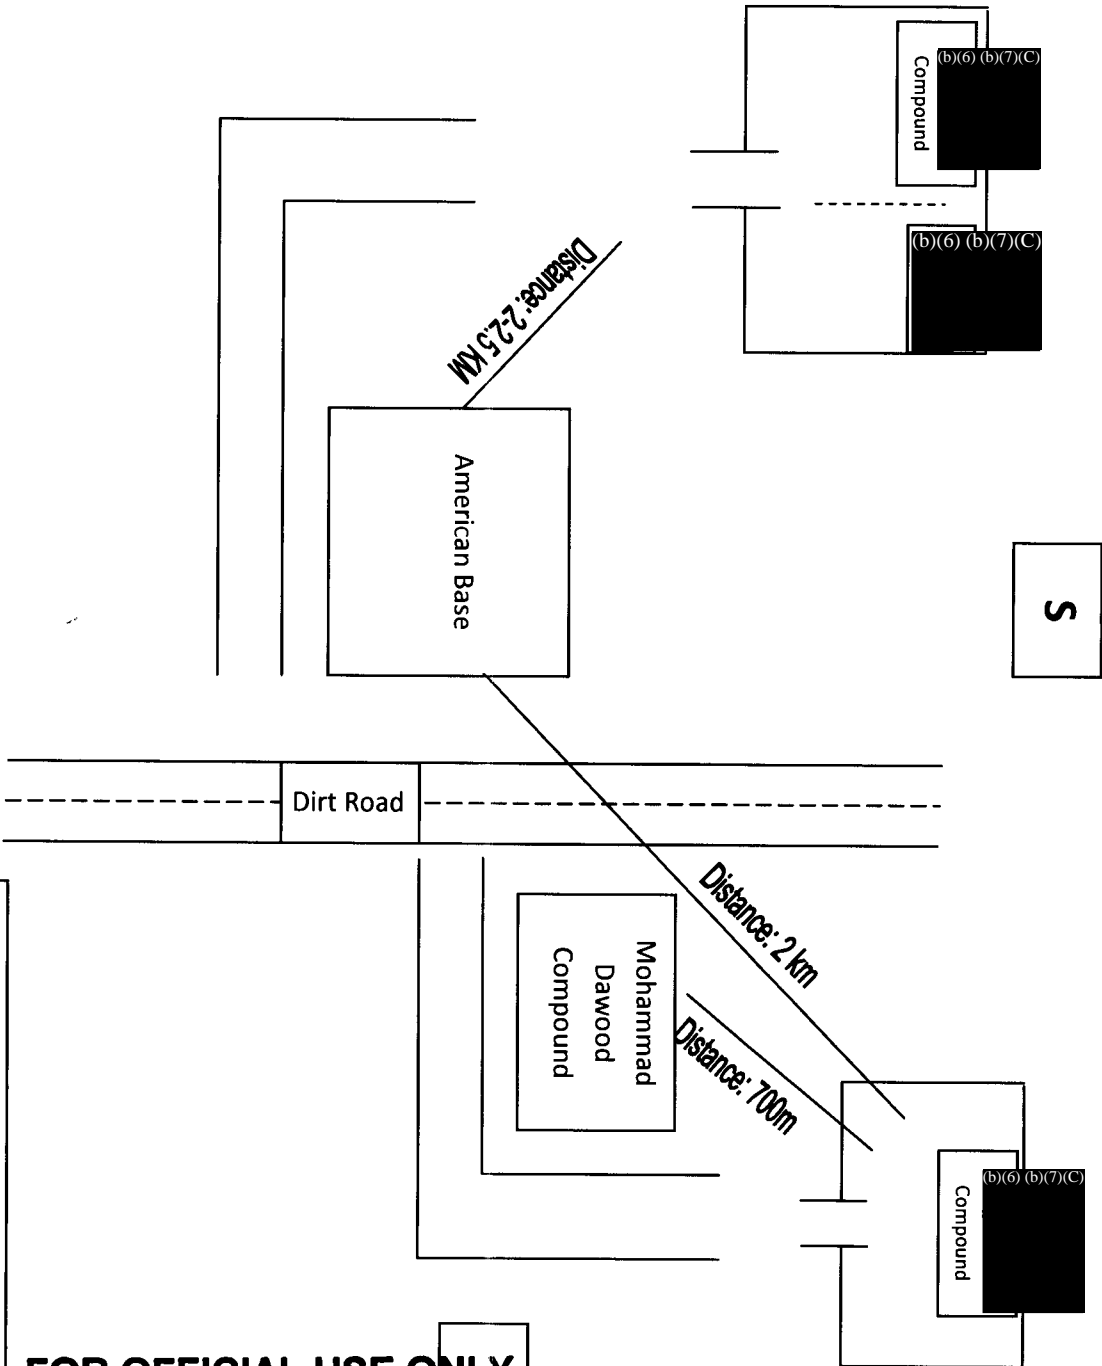 (b)(6) (b)(7)(C)
Compound
(b)(6) (b)(7)(C)
Distance: 2-2.5 KM
American Base
S
Dirt Road
Distance: 2 km
Mohammad
Dawood
Compound
Distance: 700m
(b)(6) (b)(7)(C)
Compound
FOR OFFICIAL USE ONLY